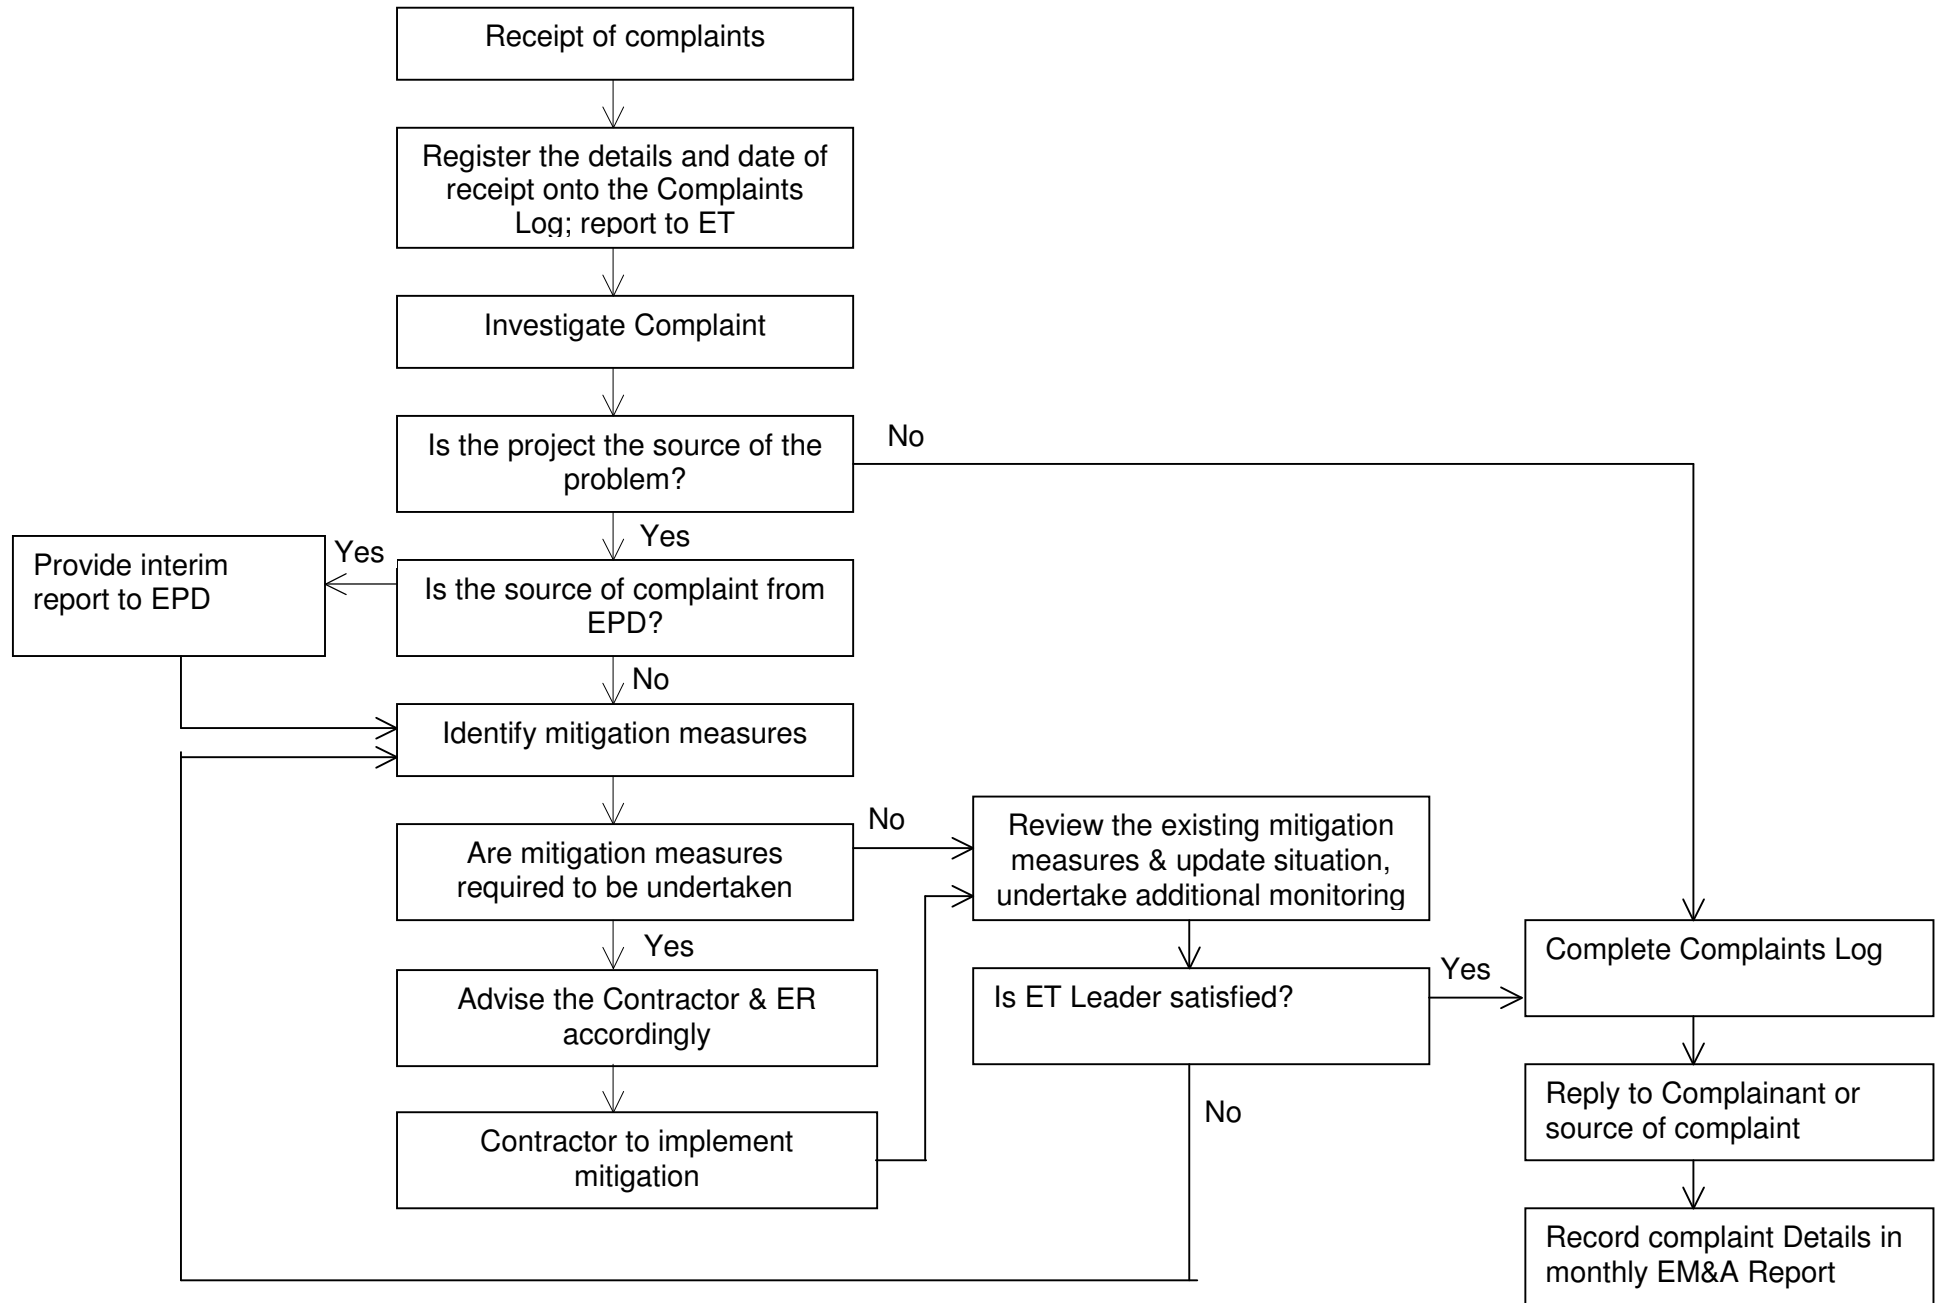 Receipt of complaints
Register the details and date of
receipt onto the Complaints
Log; report to ET
Investigate Complaint
Is the project the source of the
problem?
No
Yes
Provide interim
report to EPD
Yes
Is the source of complaint from
EPD?
No
Identify mitigation measures
Are mitigation measures
required to be undertaken
No
Review the existing mitigation
measures & update situation,
undertake additional monitoring
Yes
Advise the Contractor & ER
accordingly
Is ET Leader satisfied?
Yes
Complete Complaints Log
Contractor to implement
mitigation
No
Reply to Complainant or
source of complaint
Record complaint Details in
monthly EM&A Report